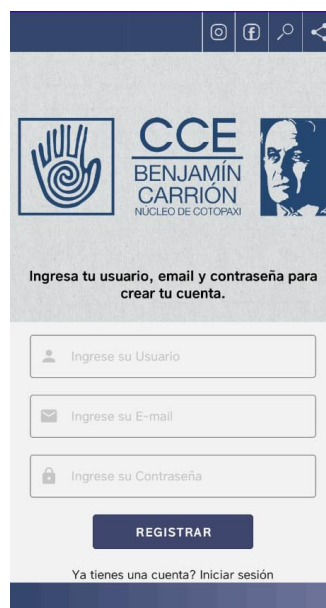 CCE
BENJAMÍN
CARRIÓN
NÚCLEO DE COTOPAXI
Ingresa tu usuario, email y contraseña para
crear tu cuenta.
Ingrese su Usuario
Ingrese su E-mail
Ingrese su Contraseña
REGISTRAR
Ya tienes una cuenta? Iniciar sesión